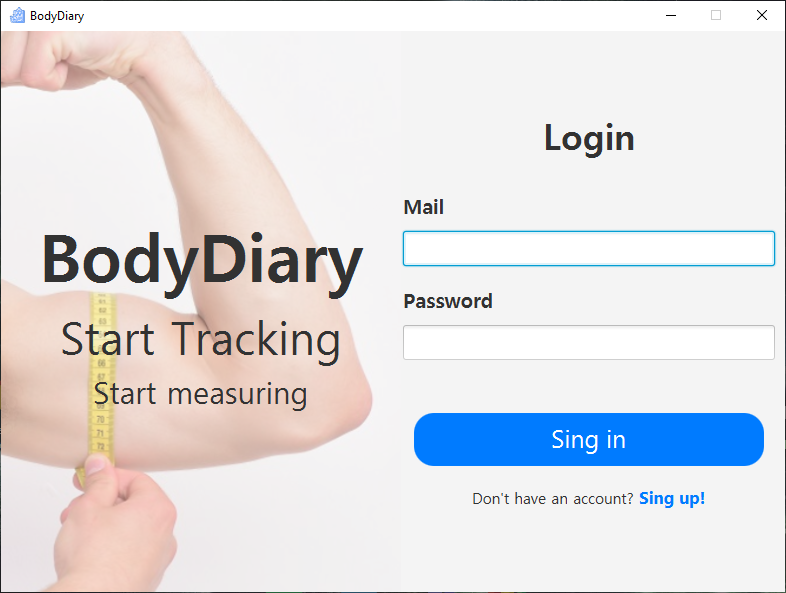 BodyDiary
BodyDiary
Start Tracking
Start measuring
Login
Mail
Password
Sing in
Don't have an account? Sing up!